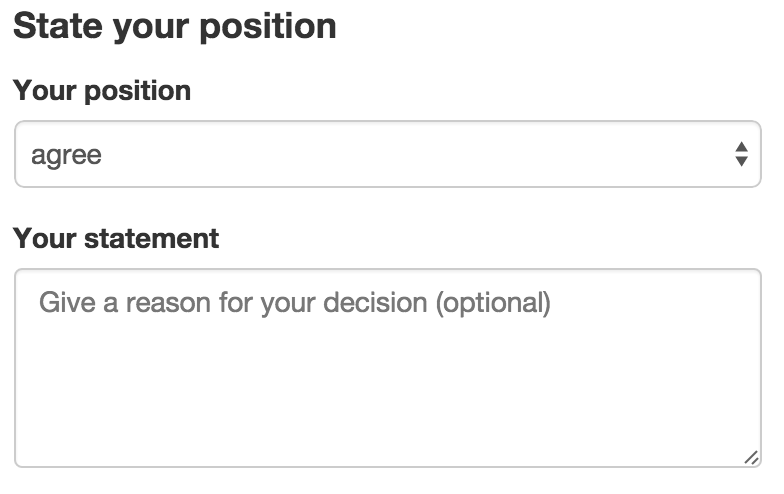 State your position
Your position
agree
Your statement
Give a reason for your decision (optional)